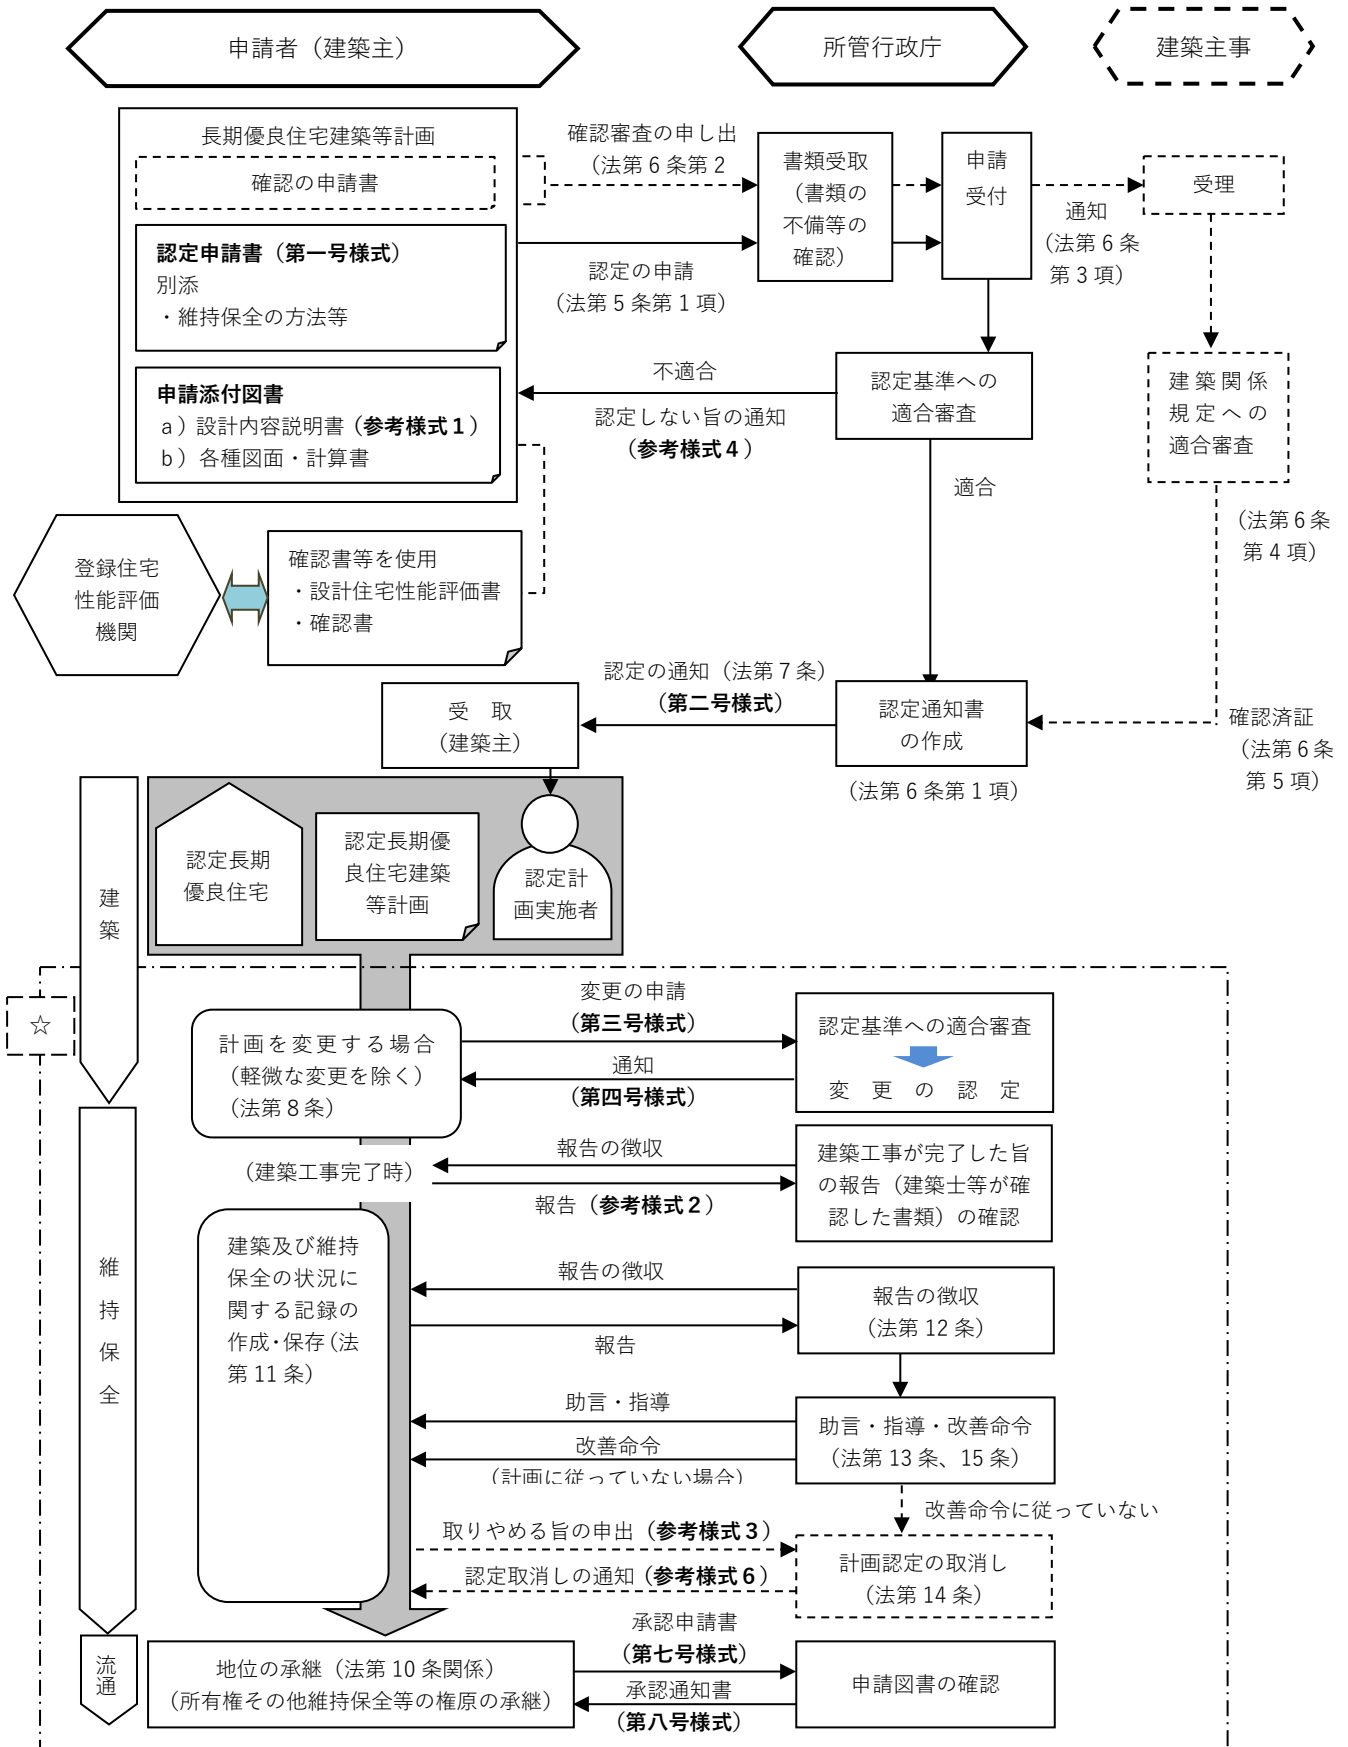 申請者（建築主）
所管行政庁
建築主事
長期優良住宅建築等計画
確認の申請書
認定申請書（第一号様式）
別添
・維持保全の方法等
申請添付図書
a）設計内容説明書（参考様式１）
b）各種図面・計算書
確認審査の申し出
（法第 6 条第 2
認定の申請
（法第 5 条第 1 項）
書類受取
（書類の
不備等の
確認）
申請
受付
通知
（法第 6 条
第 3 項）
受理
不適合
認定しない旨の通知
（参考様式４）
認定基準への
適合審査
建築関係
規定への
適合審査
適合
（法第 6 条
第 4 項）
登録住宅
性能評価
機関
確認書等を使用
・設計住宅性能評価書
・確認書
認定の通知（法第 7 条）
（第二号様式）
受　取
（建築主）
認定通知書
の作成
（法第 6 条第 1 項）
確認済証
（法第 6 条
第 5 項）
建
築
認定長期
優良住宅
認定長期優
良住宅建築
等計画
認定計
画実施者
☆
計画を変更する場合
（軽微な変更を除く）
（法第 8 条）
変更の申請
（第三号様式）
通知
（第四号様式）
認定基準への適合審査
変　更　の　認　定
（建築工事完了時）
報告の徴収
報告（参考様式２）
建築工事が完了した旨
の報告（建築士等が確
認した書類）の確認
維
持
保
全
建築及び維持
保全の状況に
関する記録の
作成・保存（法
第 11 条）
報告の徴収
報告
報告の徴収
（法第 12 条）
助言・指導
改善命令
（計画に従っていない場合）
助言・指導・改善命令
（法第 13 条、15 条）
改善命令に従っていない
取りやめる旨の申出（参考様式３）
認定取消しの通知（参考様式６）
計画認定の取消し
（法第 14 条）
流
通
地位の承継（法第 10 条関係）
（所有権その他維持保全等の権原の承継）
承認申請書
（第七号様式）
承認通知書
（第八号様式）
申請図書の確認